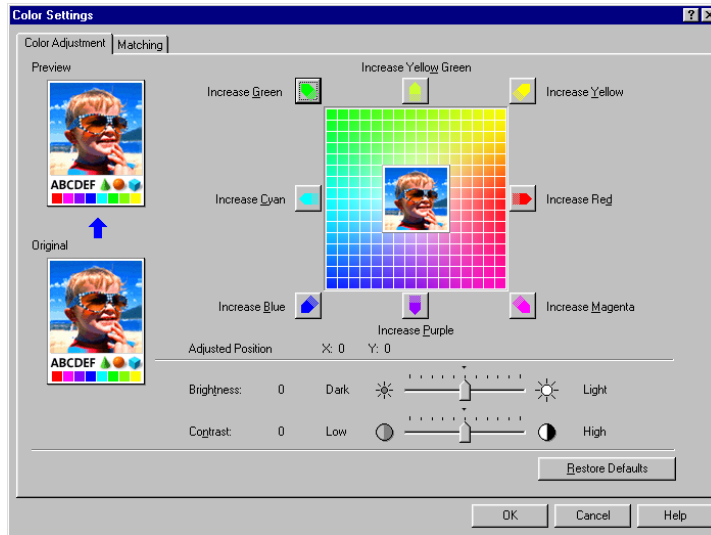 Color Settings
Color Adjustment Matching
Preview
Increase Yellow Green
Increase Green
Increase Yellow
ABCDEF
Increase Cyan
Increase Red
Original
Increase Blue
Increase Magenta
Increase Purple
Adjusted Position X: 0 Y: 0
ABCDEF
Brightness: 0 Dark Light
Contrast: 0 Low High
Restore Defaults
OK Cancel Help